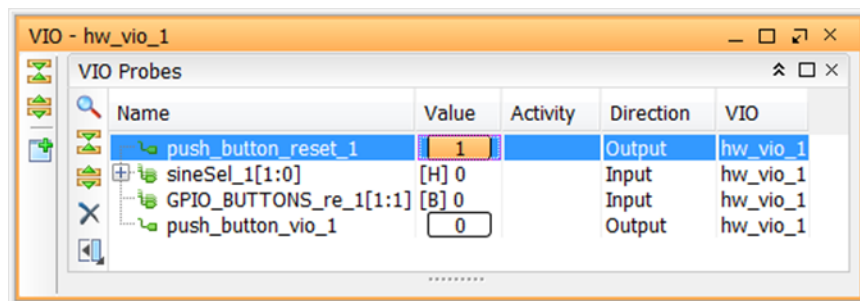 VIO - hw_vio_1
VIO Probes
Name Value Activity Direction VIO
push_button_reset_1 1 Output hw_vio_1
sineSel_1[1:0] [H] 0 Input hw_vio_1
GPIO_BUTTONS_re_1[1:1] [B] 0 Input hw_vio_1
push_button_vio_1 0 Output hw_vio_1